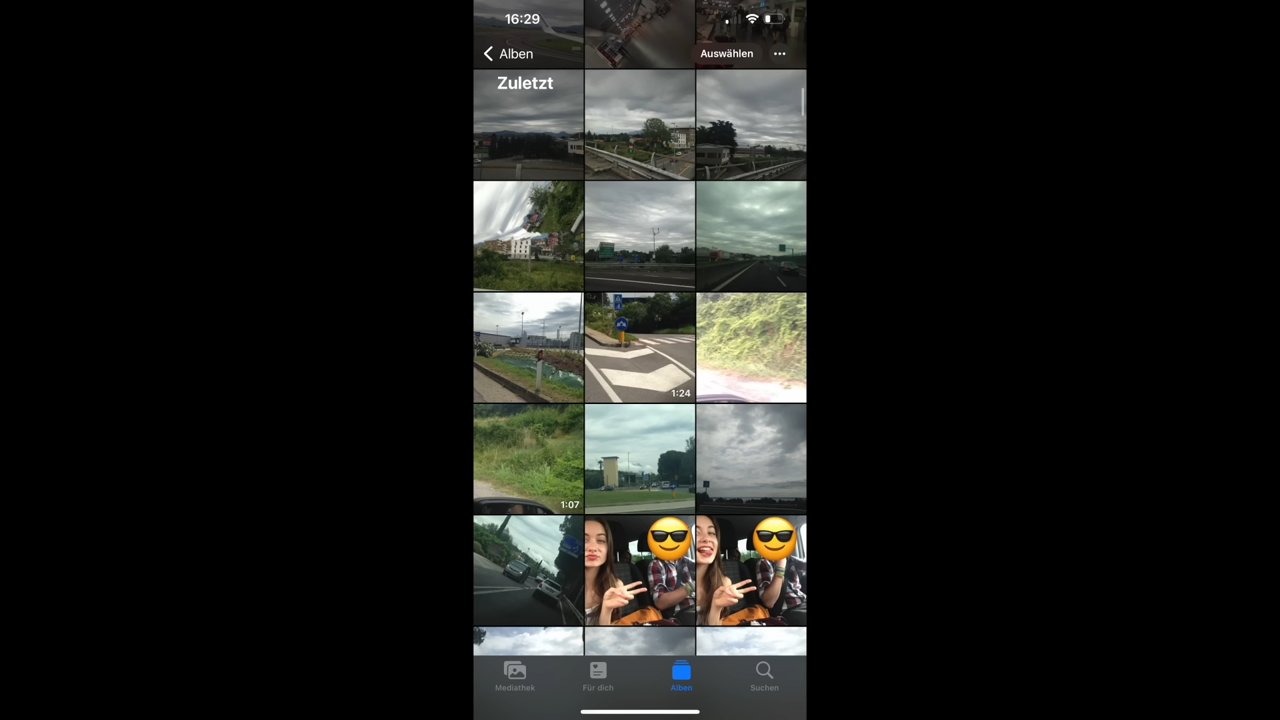 16:29
Alben
Auswählen
Zuletzt
1:24
1:07
Mediathek
Für dich
Alben
Suchen